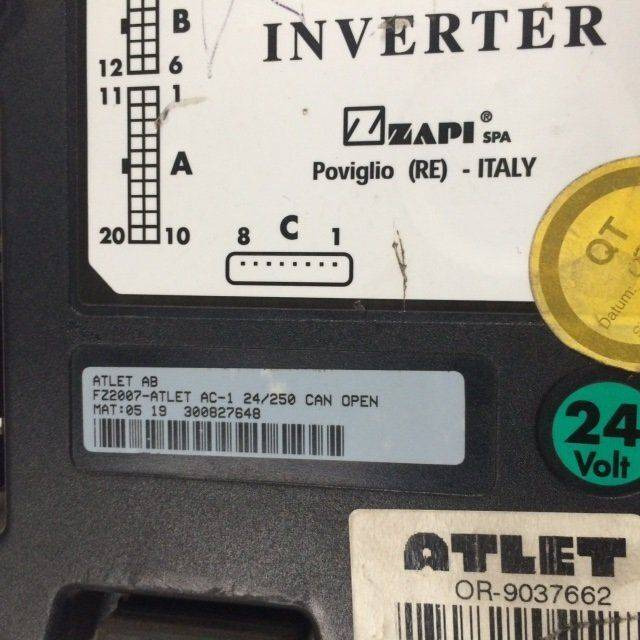 INVERTER
B
12 6
11 1
A
20 10
ZAPI® SPA
Poviglio (RE) - ITALY
8 C 1
QT
Datum:
ATLET AB
FZ2007-ATLET AC-1 24/250 CAN OPEN
MAT:05 19 300827648
24
Volt
ATLET
OR-9037662